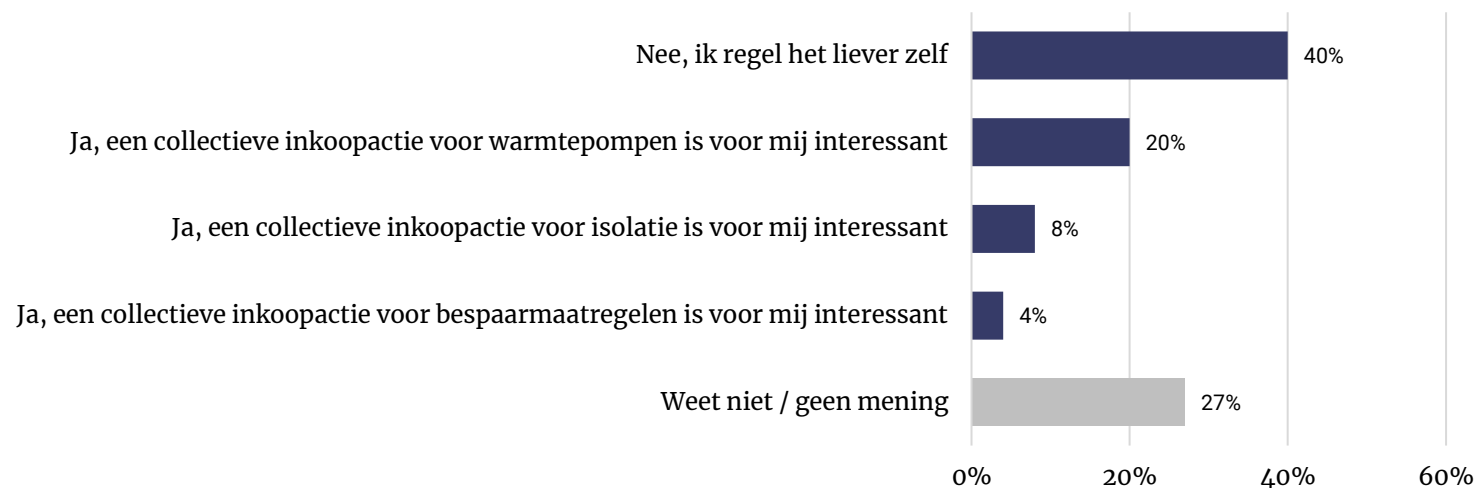 Nee, ik regel het liever zelf 40%
Ja, een collectieve inkoopactie voor warmtepompen is voor mij interessant 20%
Ja, een collectieve inkoopactie voor isolatie is voor mij interessant 8%
Ja, een collectieve inkoopactie voor bespaarmaatregelen is voor mij interessant 4%
Weet niet / geen mening 27%
0% 20% 40% 60%